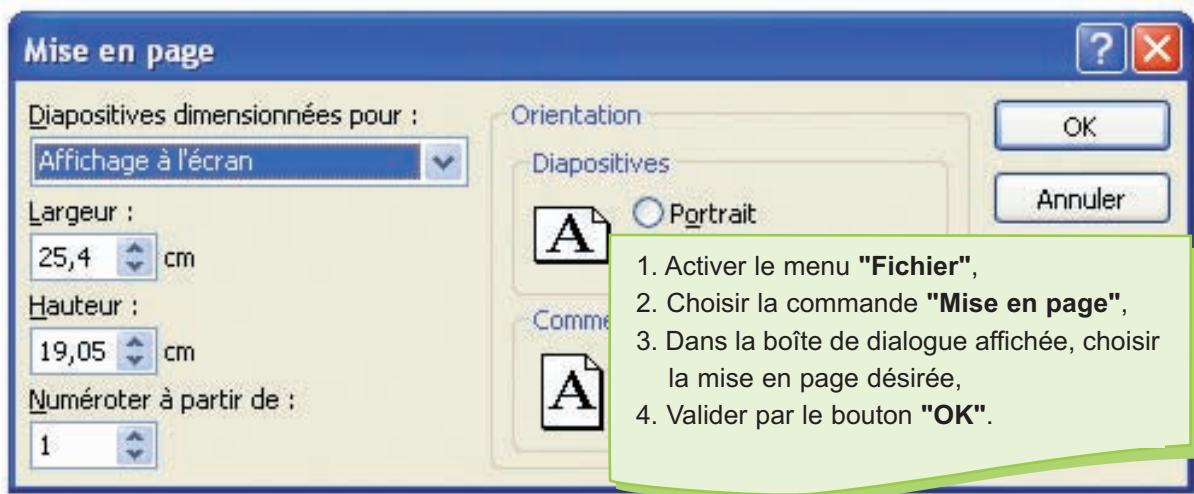 Mise en page
Diapositives dimensionnées pour :
Affichage à l'écran
Largeur :
25,4 cm
Hauteur :
19,05 cm
Numéroter à partir de :
1
Orientation
Diapositives
A
Portrait
Comme
A
OK
Annuler
1. Activer le menu "Fichier",
2. Choisir la commande "Mise en page",
3. Dans la boîte de dialogue affichée, choisir
la mise en page désirée,
4. Valider par le bouton "OK".